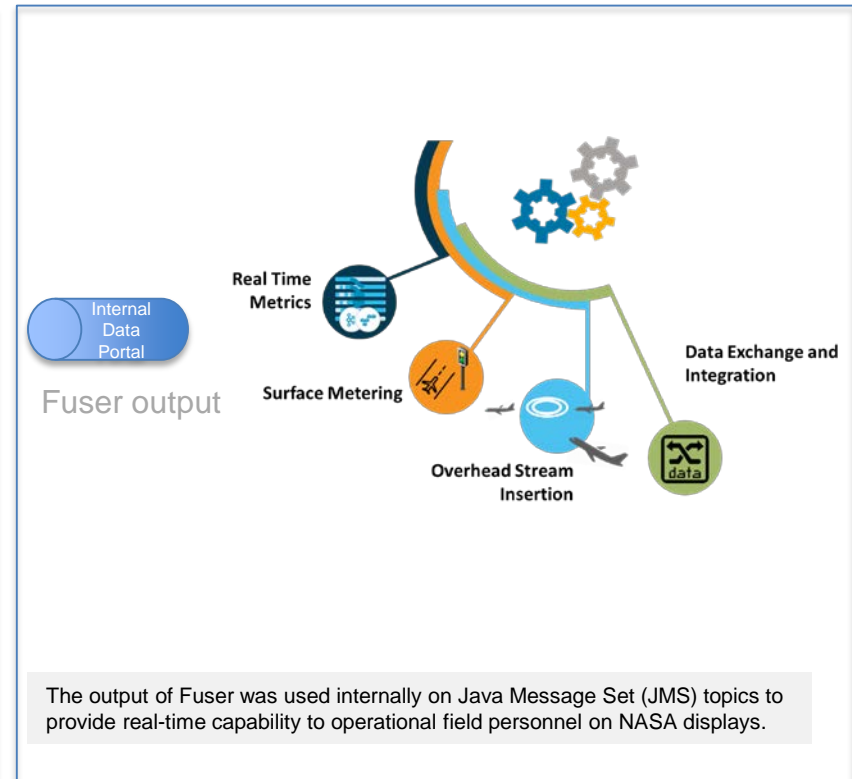 Real Time
Metrics
Internal
Data
Portal
Fuser output
Surface Metering
Data Exchange and
Integration
data
Overhead Stream
Insertion
The output of Fuser was used internally on Java Message Set (JMS) topics to
provide real-time capability to operational field personnel on NASA displays.